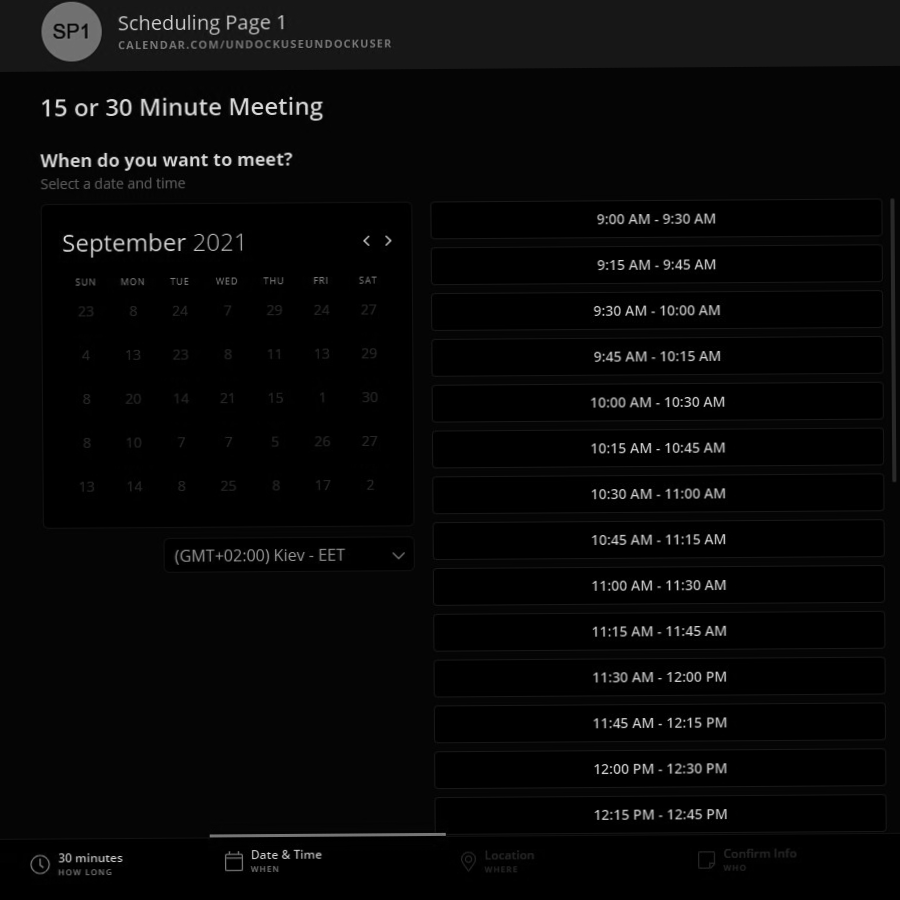 SP1
Scheduling Page 1
CALENDAR.COM/UNDOCKUSEUNDOCKUSER
15 or 30 Minute Meeting
When do you want to meet?
Select a date and time
September 2021
SUN MON TUE WED THU FRI SAT
23 8 24 7 29 24 27
4 13 23 8 11 13 29
8 20 14 21 15 1 30
8 10 7 7 5 26 27
13 14 8 25 8 17 2
(GMT+02:00) Kiev - EET
9:00 AM - 9:30 AM
9:15 AM - 9:45 AM
9:30 AM - 10:00 AM
9:45 AM - 10:15 AM
10:00 AM - 10:30 AM
10:15 AM - 10:45 AM
10:30 AM - 11:00 AM
10:45 AM - 11:15 AM
11:00 AM - 11:30 AM
11:15 AM - 11:45 AM
11:30 AM - 12:00 PM
11:45 AM - 12:15 PM
12:00 PM - 12:30 PM
12:15 PM - 12:45 PM
30 minutes
HOW LONG
Date & Time
WHEN
Location
WHERE
Confirm Info
WHO